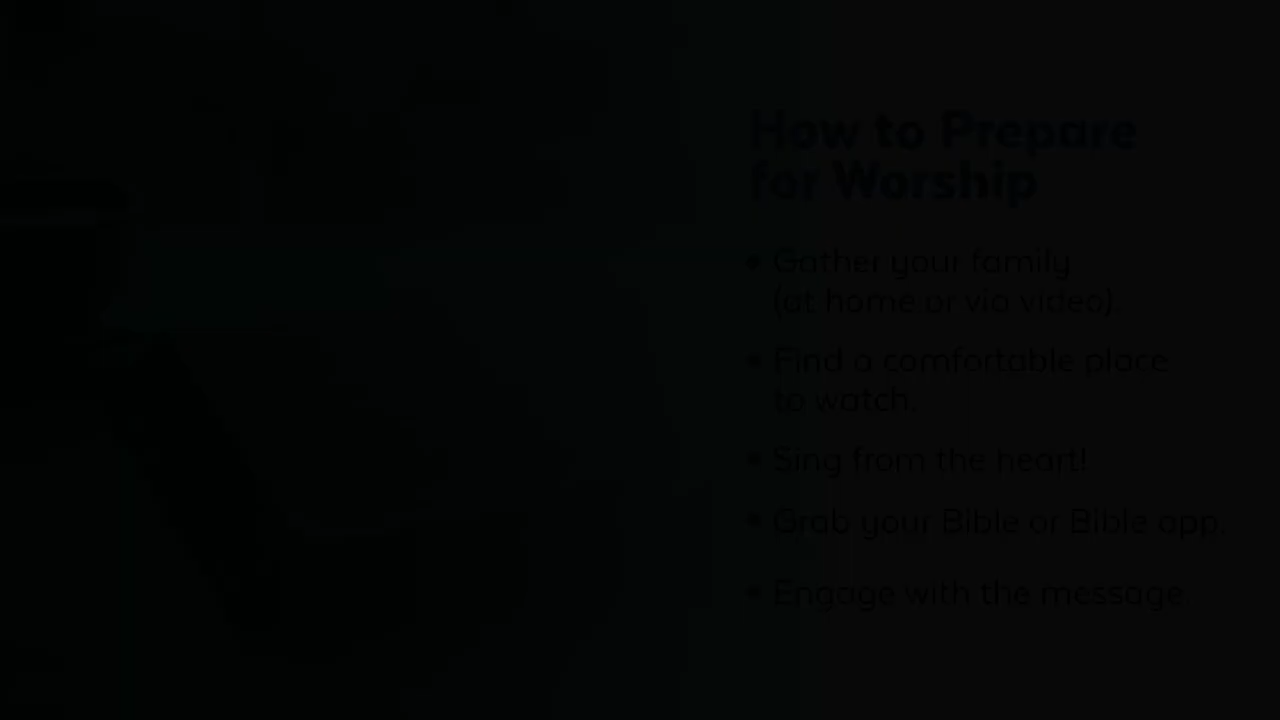 How to Prepare
for Worship
• Gather your family
(at home or via video).
• Find a comfortable place
to watch.
• Sing from the heart!
• Grab your Bible or Bible app.
• Engage with the message.